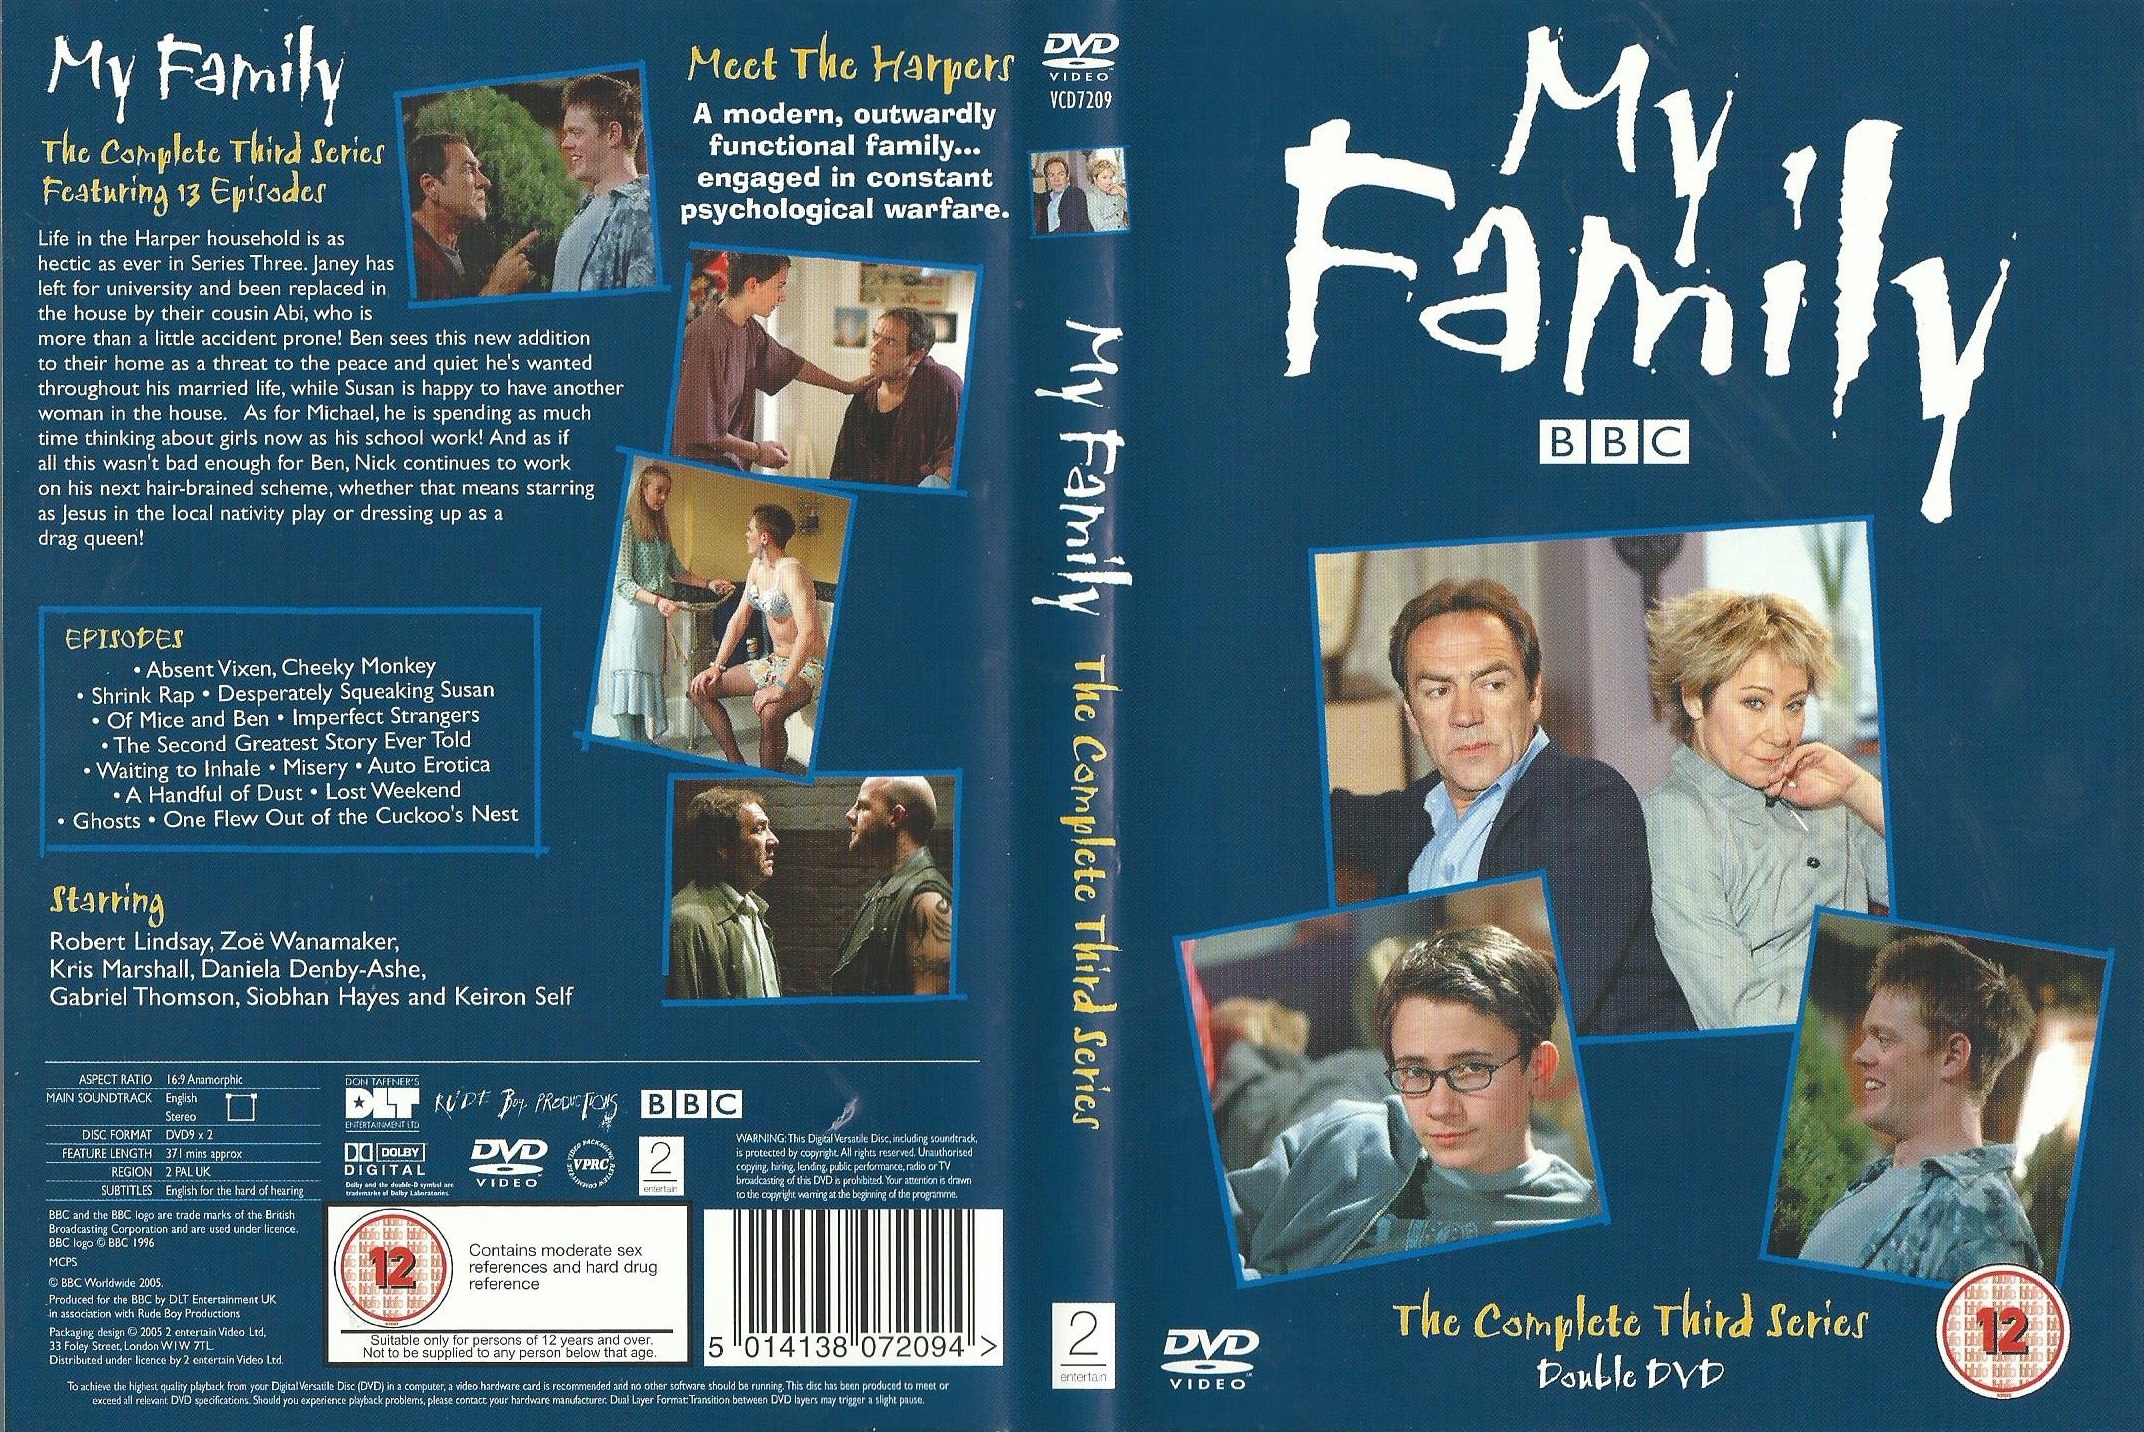 My Family
The Complete Third Series
Featuring 13 Episodes
Life in the Harper household is as
hectic as ever in Series Three. Janey has
left for university and been replaced in
the house by their cousin Abi, who is
more than a little accident prone! Ben sees this new addition
to their home as a threat to the peace and quiet he's wanted
throughout his married life, while Susan is happy to have another
woman in the house. As for Michael, he is spending as much
time thinking about girls now as his school work! And as if
all this wasn't bad enough for Ben, Nick continues to work
on his next hair-brained scheme, whether that means starring
as Jesus in the local nativity play or dressing up as a
drag queen!
Meet The Harpers
A modern, outwardly
functional family...
engaged in constant
psychological warfare.
EPISODES
• Absent Vixen, Cheeky Monkey
• Shrink Rap • Desperately Squeaking Susan
• Of Mice and Ben • Imperfect Strangers
• The Second Greatest Story Ever Told
• Waiting to Inhale • Misery • Auto Erotica
• A Handful of Dust • Lost Weekend
• Ghosts • One Flew Out of the Cuckoo's Nest
Starring
Robert Lindsay, Zoë Wanamaker,
Kris Marshall, Daniela Denby-Ashe,
Gabriel Thomson, Siobhan Hayes and Keiron Self
ASPECT RATIO 16:9 Anamorphic
MAIN SOUNDTRACK English
Stereo
DISC FORMAT DVD9 x 2
FEATURE LENGTH 371 mins approx
REGION 2 PAL UK
SUBTITLES English for the hard of hearing
DON TAFFNER'S
DLT
ENTERTAINMENT LTD
RUDE Boy PRODUCTIONS
BBC
DOLBY
DIGITAL
Dolby and the double-D symbol are
trademarks of Dolby Laboratories.
DVD
VIDEO
VIDEO PACKAGING REVIEW COMMITTEE
VPRC
2
entertain
WARNING: This Digital Versatile Disc, including soundtrack,
is protected by copyright. All rights reserved. Unauthorised
copying, hiring, lending, public performance, radio or TV
broadcasting of this DVD is prohibited. Your attention is drawn
to the copyright warning at the beginning of the programme.
BBC and the BBC logo are trade marks of the British
Broadcasting Corporation and are used under licence.
BBC logo © BBC 1996
MCPS
© BBC Worldwide 2005.
Produced for the BBC by DLT Entertainment UK
in association with Rude Boy Productions
Packaging design © 2005 2 entertain Video Ltd,
33 Foley Street, London W1W 7TL.
Distributed under licence by 2 entertain Video Ltd.
12
Contains moderate sex
references and hard drug
reference
Suitable only for persons of 12 years and over.
Not to be supplied to any person below that age.
5 014138 072094 >
To achieve the highest quality playback from your Digital Versatile Disc (DVD) in a computer, a video hardware card is recommended and no other software should be running. This disc has been produced to meet or
exceed all relevant DVD specifications. Should you experience playback problems, please contact your hardware manufacturer. Dual Layer Format: Transition between DVD layers may trigger a slight pause.
DVD
VIDEO
VCD7209
My Family The Complete Third Series
2
entertain
My
Family
BBC
The Complete Third Series
Double DVD
DVD
VIDEO
12